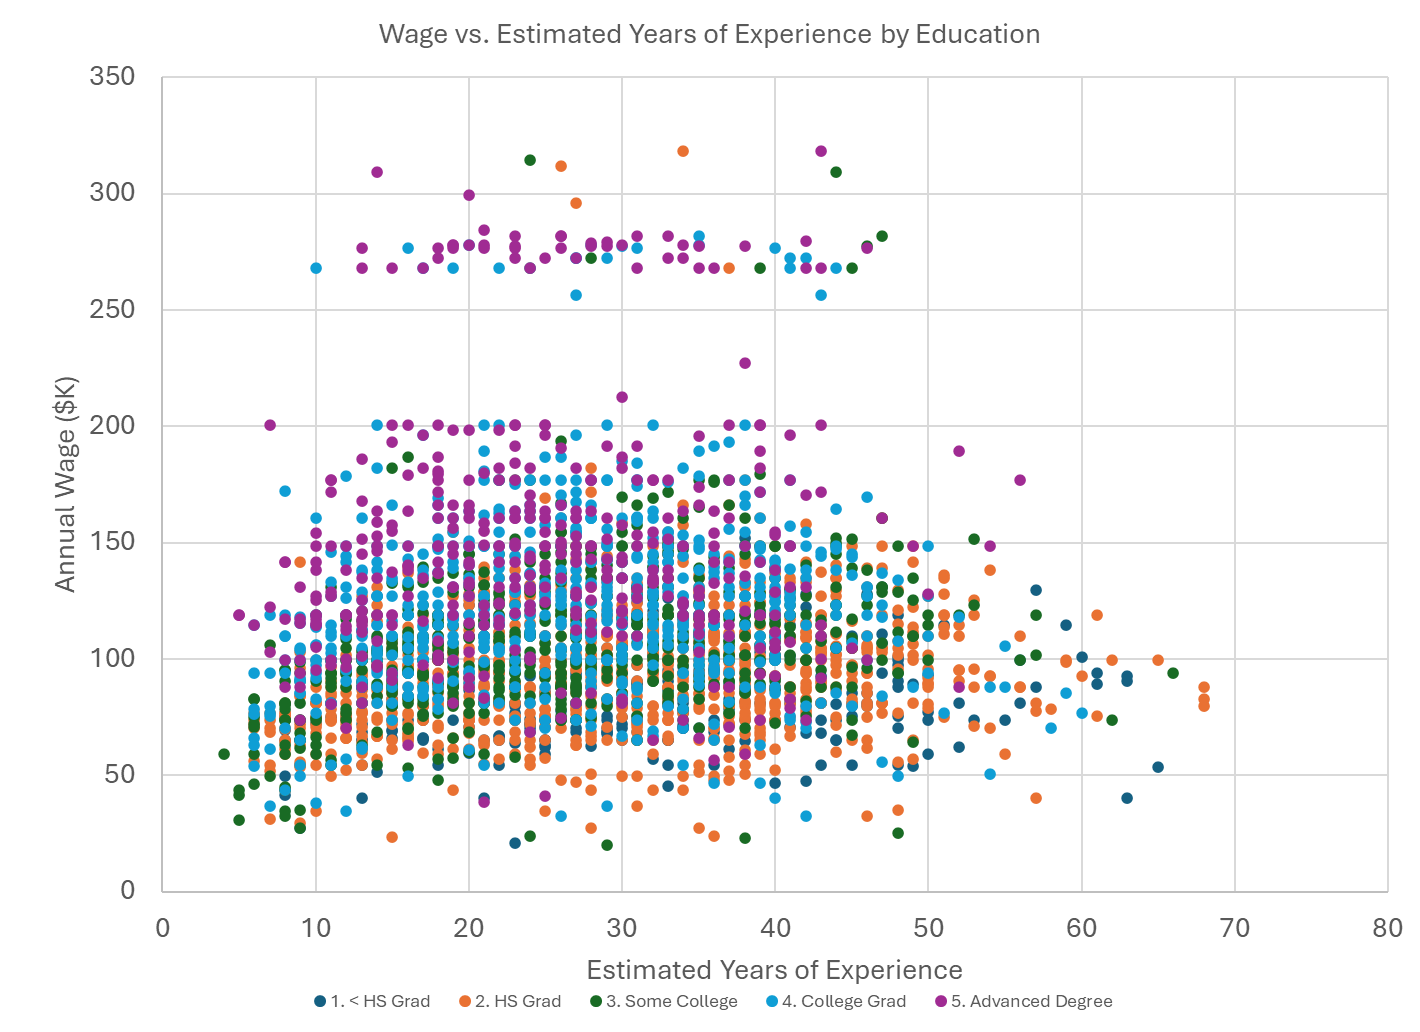 Wage vs. Estimated Years of Experience by Education
350
300
250
200
150
100
50
0
Annual Wage ($K)
0 10 20 30 40 50 60 70 80
Estimated Years of Experience
1. < HS Grad 2. HS Grad 3. Some College 4. College Grad 5. Advanced Degree